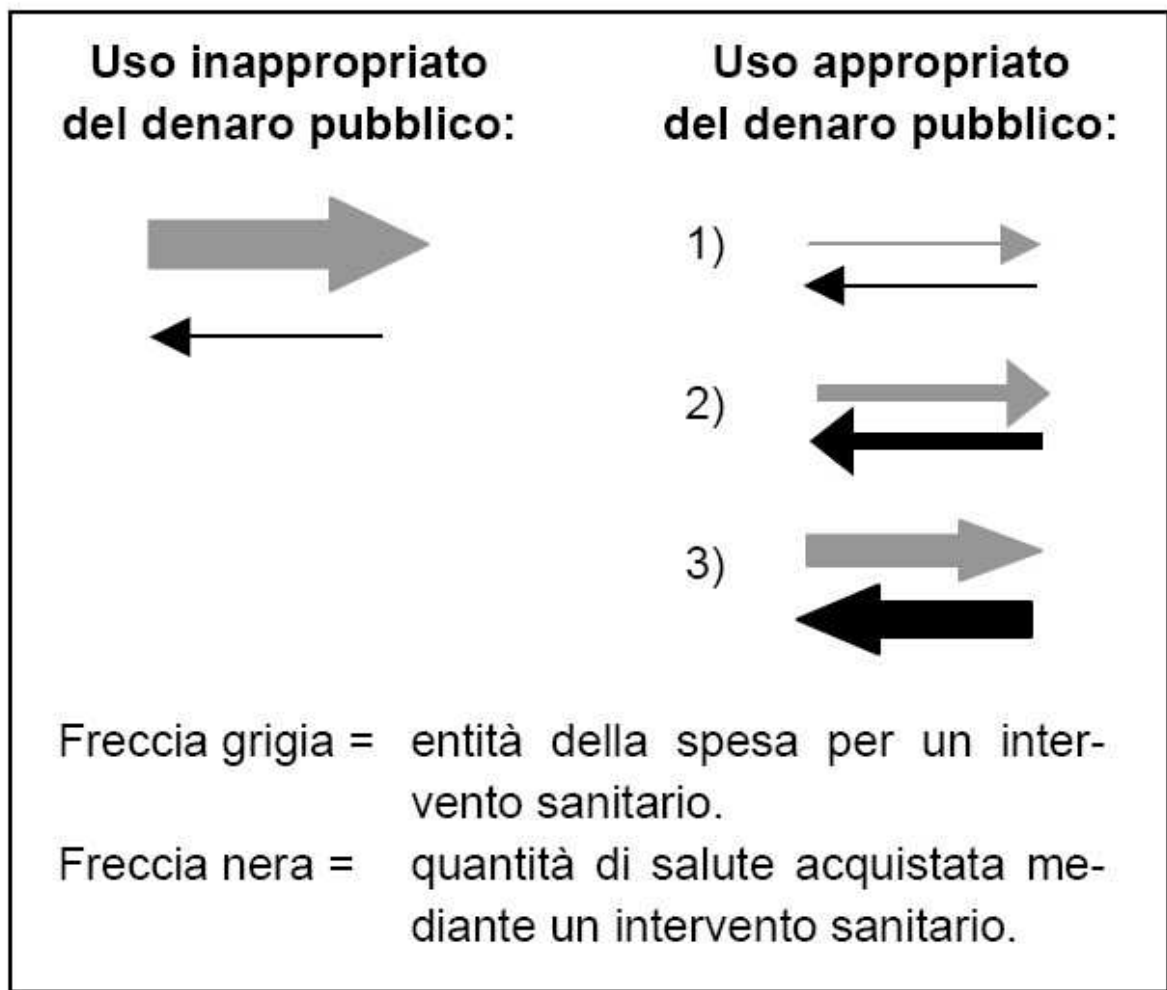 Uso inappropriato
del denaro pubblico:
Uso appropriato
del denaro pubblico:
1)
2)
3)
Freccia grigia = entità della spesa per un inter-
vento sanitario.
Freccia nera = quantità di salute acquistata me-
diante un intervento sanitario.